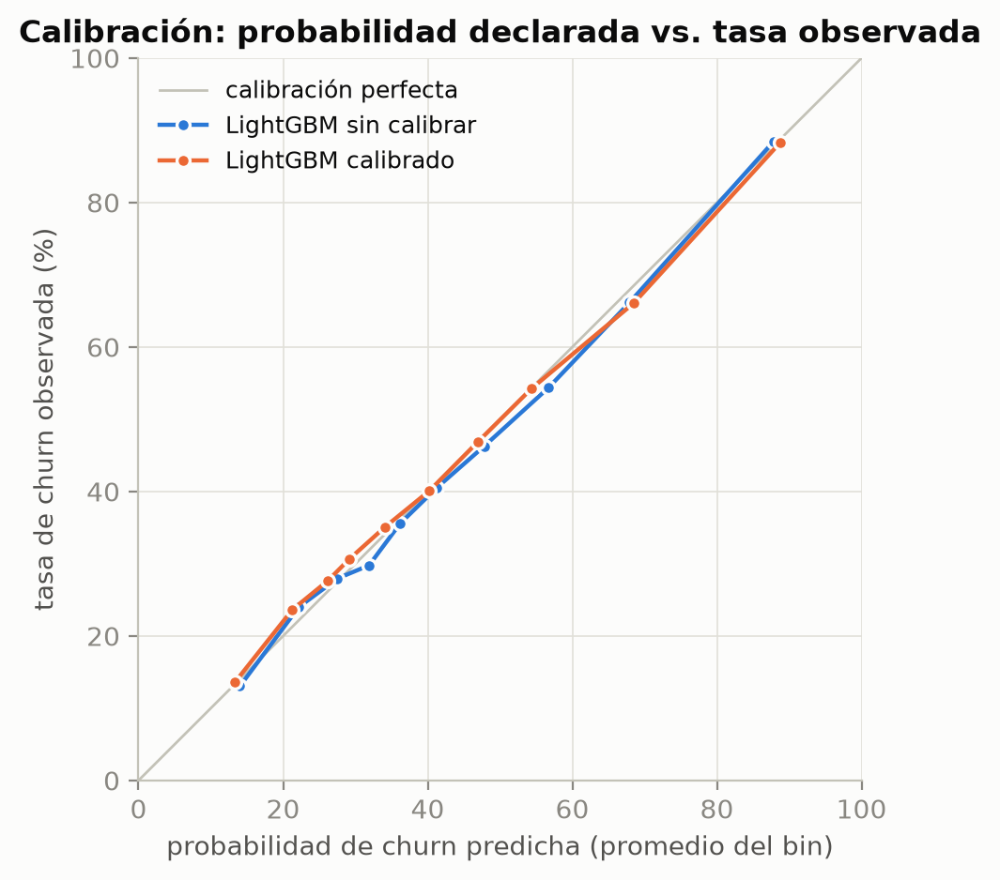 Calibración: probabilidad declarada vs. tasa observada
calibración perfecta
LightGBM sin calibrar
LightGBM calibrado
tasa de churn observada (%)
100
80
60
40
20
0
0 20 40 60 80 100
probabilidad de churn predicha (promedio del bin)